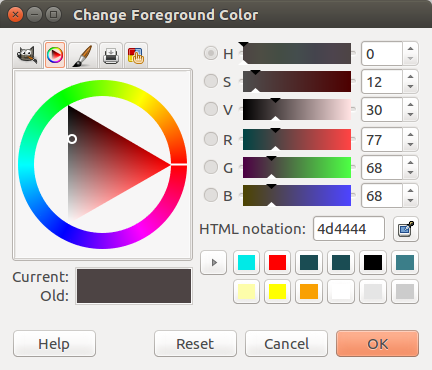 Change Foreground Color
H 0
S 12
V 30
R 77
G 68
B 68
HTML notation: 4d4444
Current:
Old:
Help Reset Cancel OK